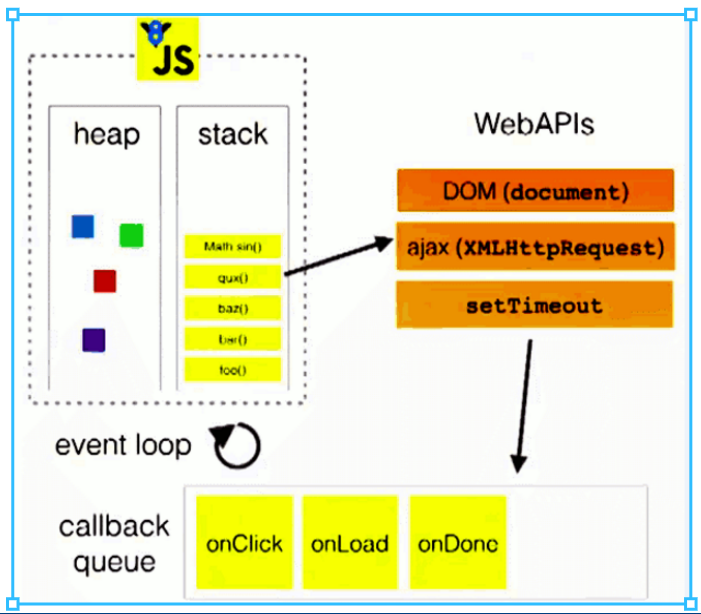 JS
heap
stack
Math sin()
qux()
baz()
bar()
foo()
WebAPIs
DOM (document)
ajax (XMLHttpRequest)
setTimeout
event loop
callback
queue
onClick
onLoad
onDone